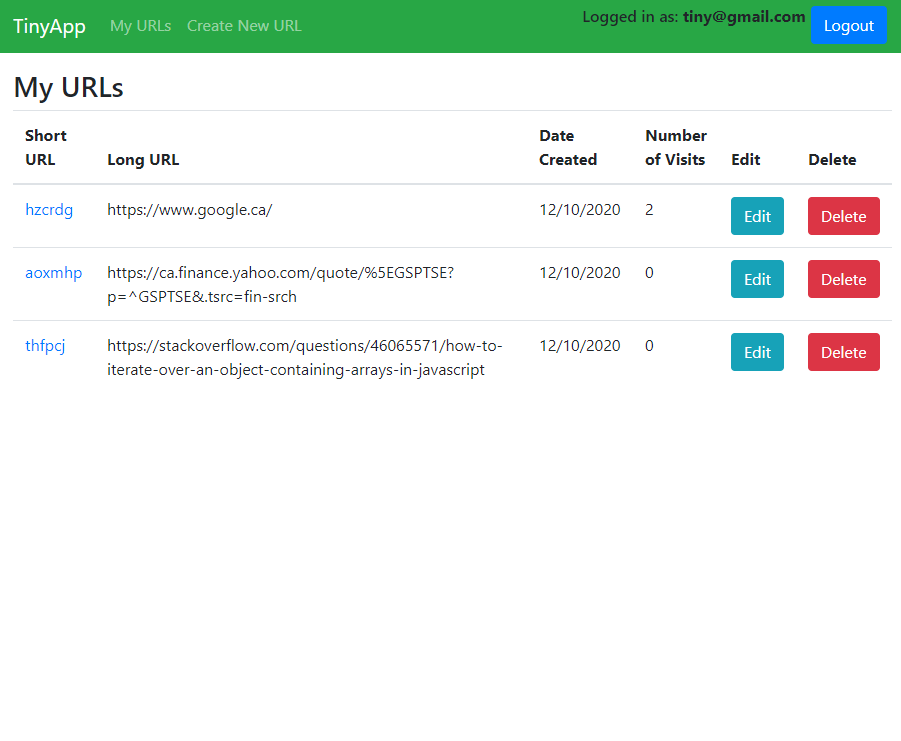 TinyApp My URLs Create New URL Logged in as: tiny@gmail.com Logout
My URLs
Short URL Long URL Date Created Number of Visits Edit Delete
hzcrdg https://www.google.ca/ 12/10/2020 2 Edit Delete
aoxmhp https://ca.finance.yahoo.com/quote/%5EGSPTSE? 12/10/2020 0 Edit Delete
p=^GSPTSE&.tsrc=fin-srch
thfpcj https://stackoverflow.com/questions/46065571/how-to- 12/10/2020 0 Edit Delete
iterate-over-an-object-containing-arrays-in-javascript